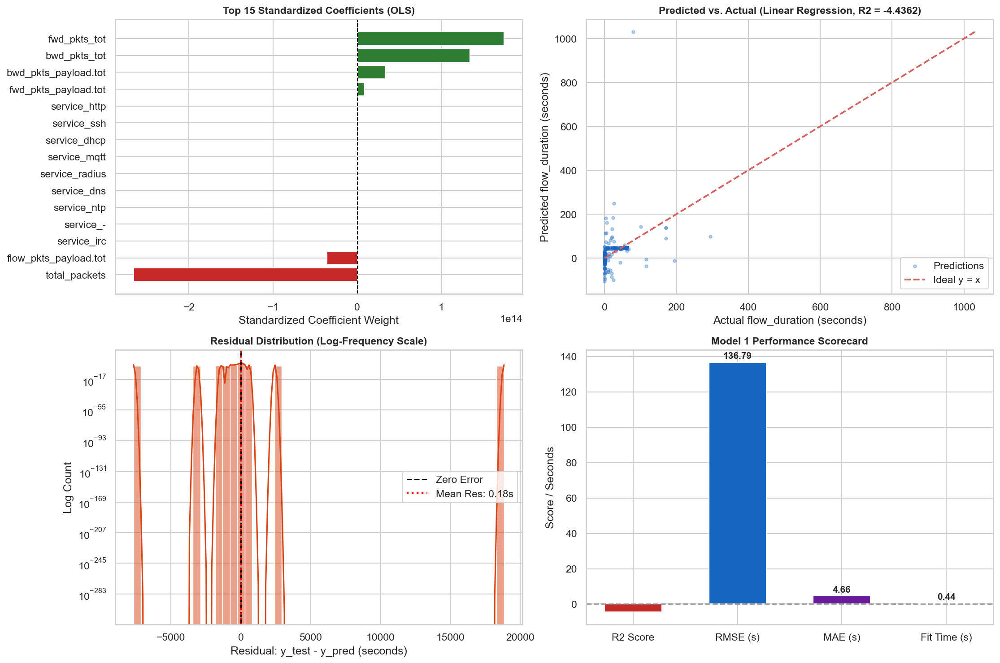 Top 15 Standardized Coefficients (OLS)
fwd_pkts_tot
bwd_pkts_tot
bwd_pkts_payload.tot
fwd_pkts_payload.tot
service_http
service_ssh
service_dhcp
service_mqtt
service_radius
service_dns
service_ntp
service_-
service_irc
flow_pkts_payload.tot
total_packets
−2 −1 0 1
1e14
Standardized Coefficient Weight
Predicted vs. Actual (Linear Regression, R2 = -4.4362)
Predicted flow_duration (seconds)
1000
800
600
400
200
0
Predictions
Ideal y = x
0 200 400 600 800 1000
Actual flow_duration (seconds)
Residual Distribution (Log-Frequency Scale)
Log Count
10−17
10−55
10−93
10−131
10−169
10−207
10−245
10−283
Zero Error
Mean Res: 0.18s
−5000 0 5000 10000 15000 20000
Residual: y_test - y_pred (seconds)
Model 1 Performance Scorecard
Score / Seconds
140
120
100
80
60
40
20
0
136.79
4.66
0.44
R2 Score RMSE (s) MAE (s) Fit Time (s)